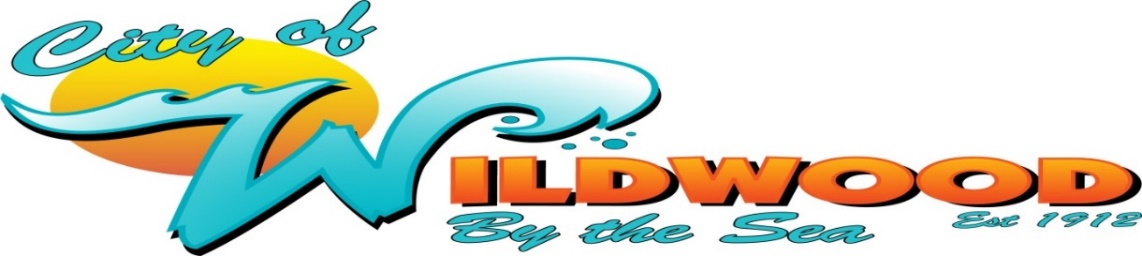 City of
WILDWOOD
By the Sea
Est 1912